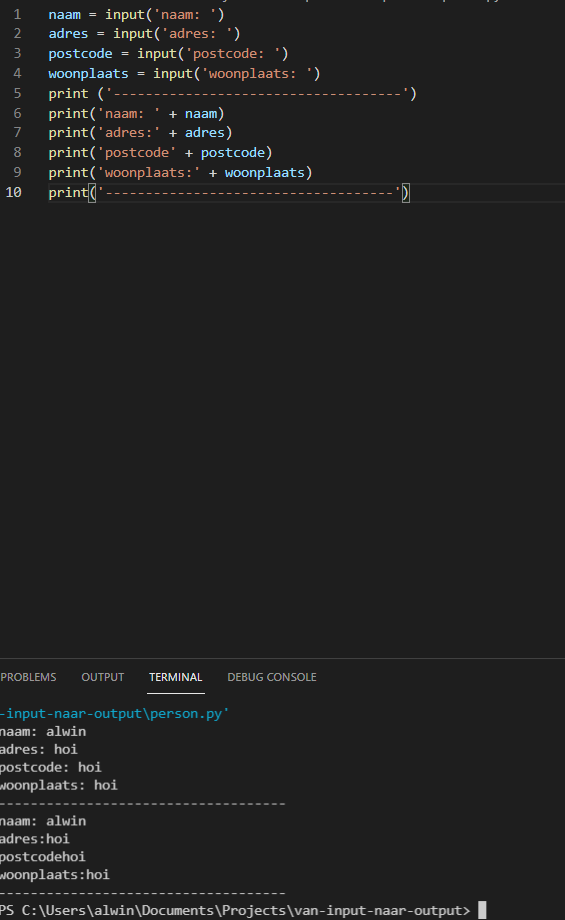 1 naam = input('naam: ')
2 adres = input('adres: ')
3 postcode = input('postcode: ')
4 woonplaats = input('woonplaats: ')
5 print ('------------------------------------')
6 print('naam: ' + naam)
7 print('adres:' + adres)
8 print('postcode' + postcode)
9 print('woonplaats:' + woonplaats)
10 print('------------------------------------')
PROBLEMS OUTPUT TERMINAL DEBUG CONSOLE
-input-naar-output\person.py'
naam: alwin
adres: hoi
postcode: hoi
woonplaats: hoi
------------------------------------
naam: alwin
adres:hoi
postcodehoi
woonplaats:hoi
------------------------------------
PS C:\Users\alwin\Documents\Projects\van-input-naar-output>